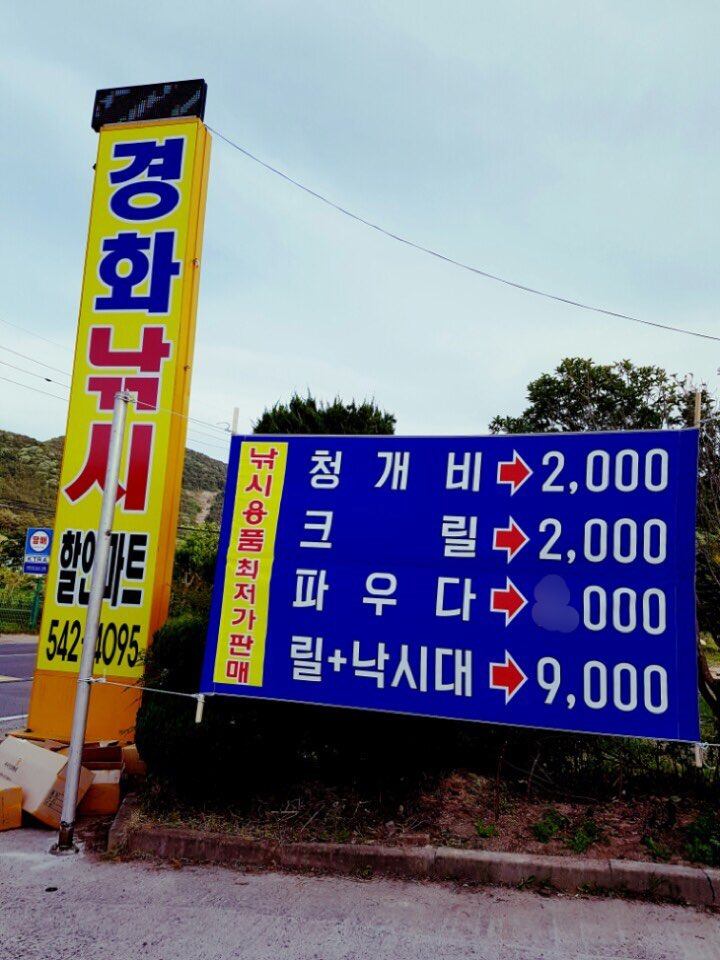 경화낚시
할인마트
542-4095
낚시용품최저가판매
청개비➡2,000
크릴➡2,000
파우다➡ 000
릴+낙시대➡9,000